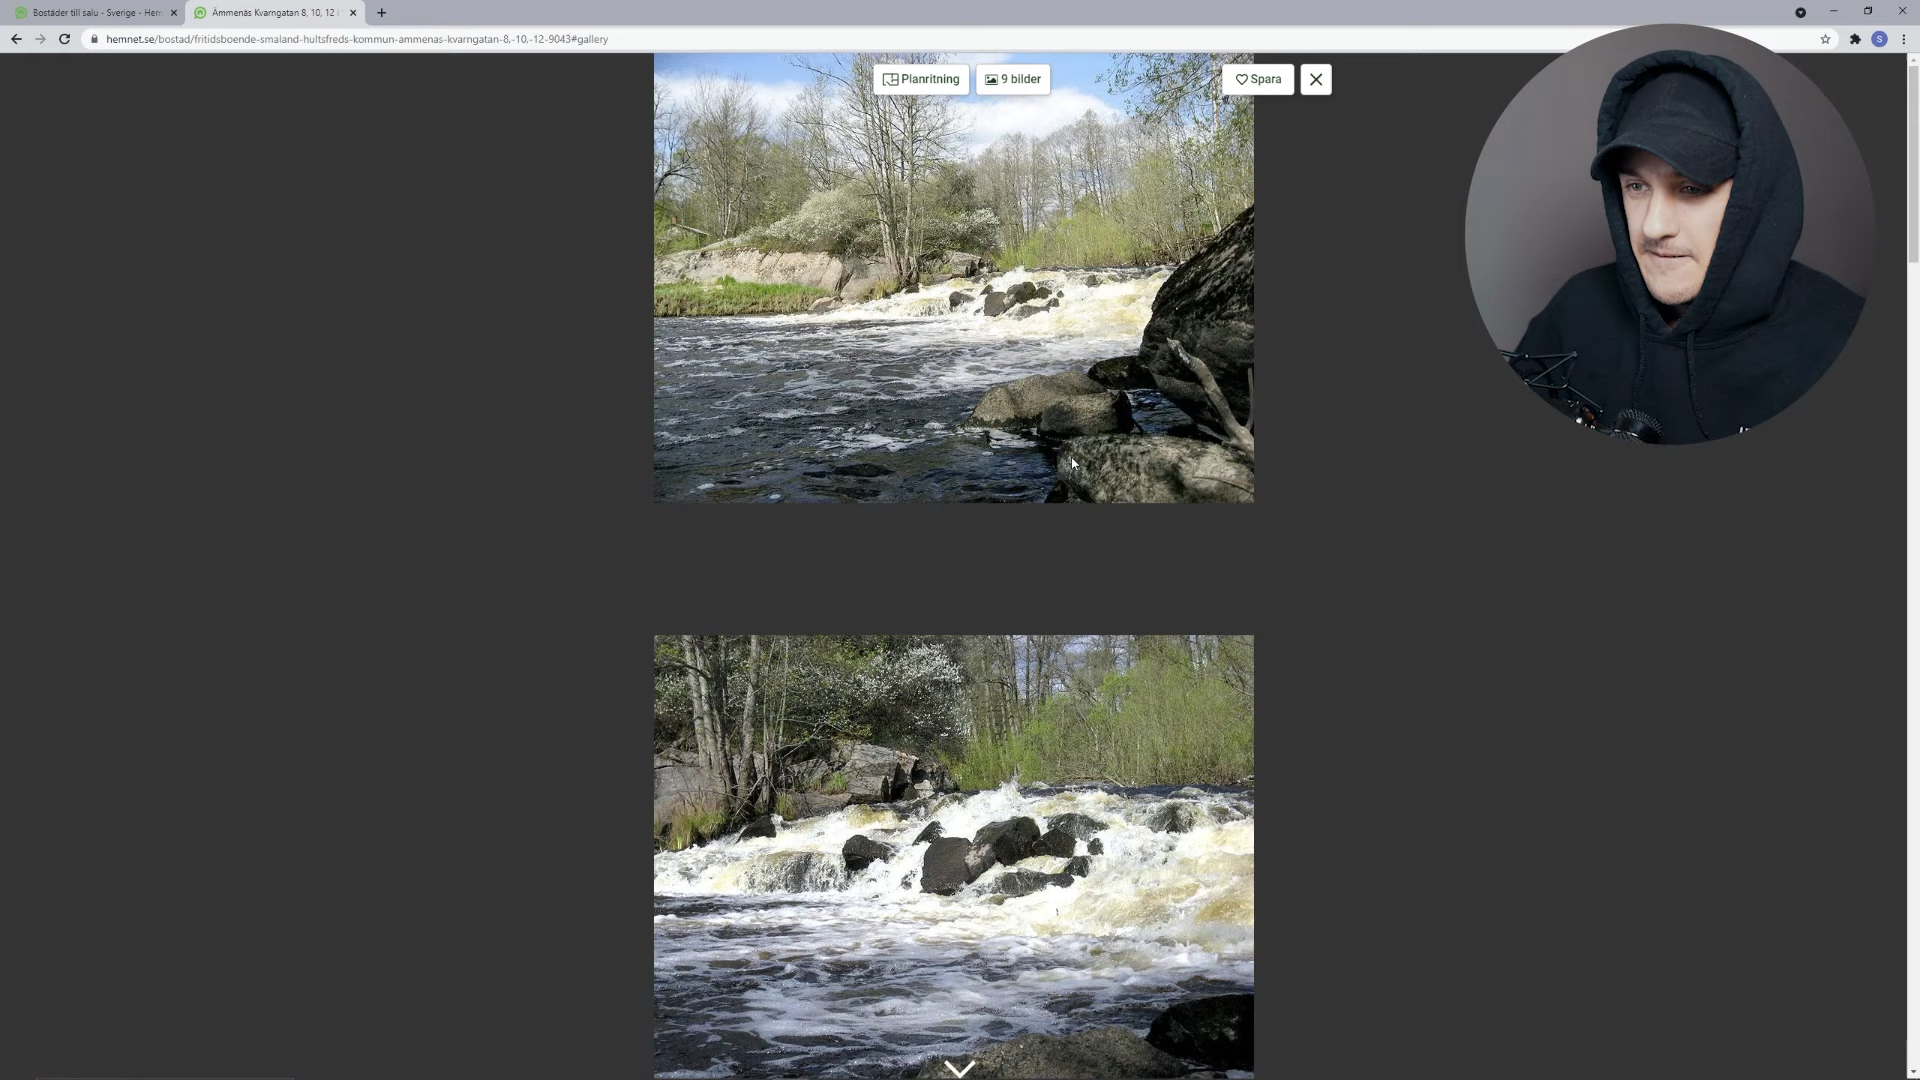 Bostäder till salu - Sverige - Hem
Ämmenäs Kvarngatan 8, 10, 12 i
hemnet.se/bostad/fritidsboende-smaland-hultsfreds-kommun-ammenas-kvarngatan-8,-10,-12-9043#gallery
S
Planritning
9 bilder
Spara